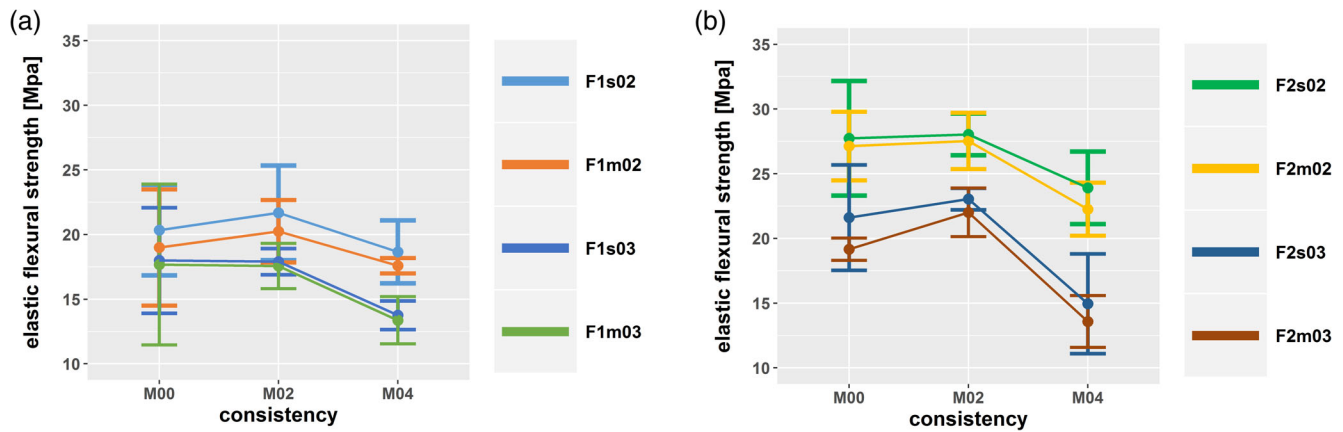 (a)
elastic flexural strength [Mpa]
35
30
25
20
15
10
M00 M02 M04
consistency
F1s02
F1m02
F1s03
F1m03
(b)
elastic flexural strength [Mpa]
35
30
25
20
15
10
M00 M02 M04
consistency
F2s02
F2m02
F2s03
F2m03